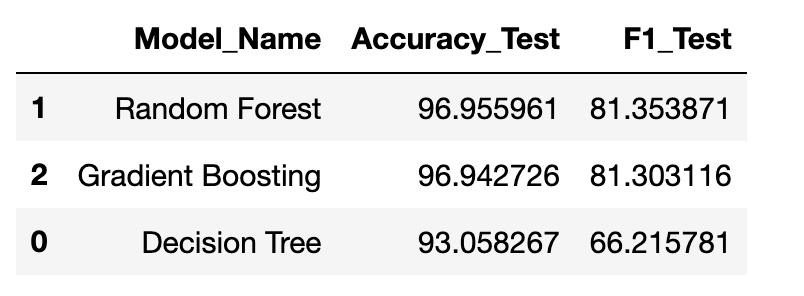 Model_Name Accuracy_Test F1_Test
1 Random Forest 96.955961 81.353871
2 Gradient Boosting 96.942726 81.303116
0 Decision Tree 93.058267 66.215781